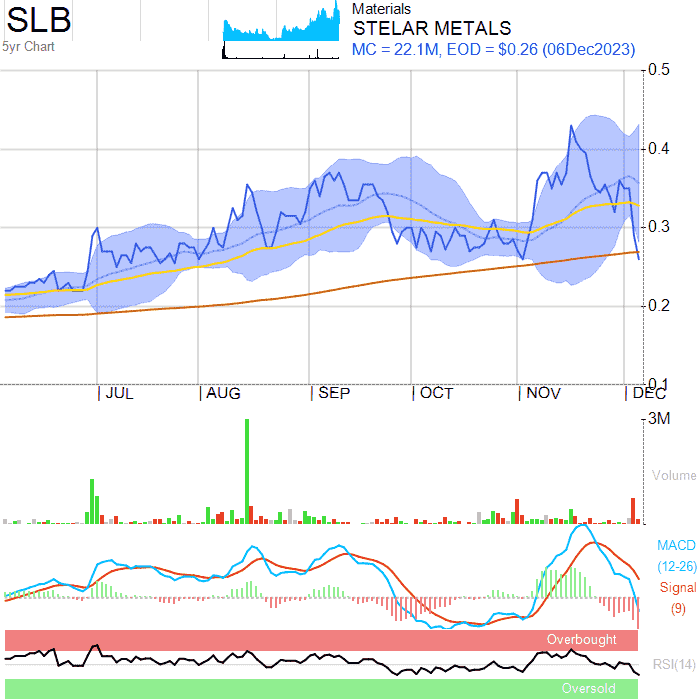 SLB
5yr Chart
Materials
STELAR METALS
MC = 22.1M, EOD = $0.26 (06Dec2023)
0.5
0.4
0.3
0.2
0.1
JUL AUG SEP OCT NOV DEC
3M
Volume
MACD
(12-26)
Signal
(9)
Overbought
RSI(14)
Oversold